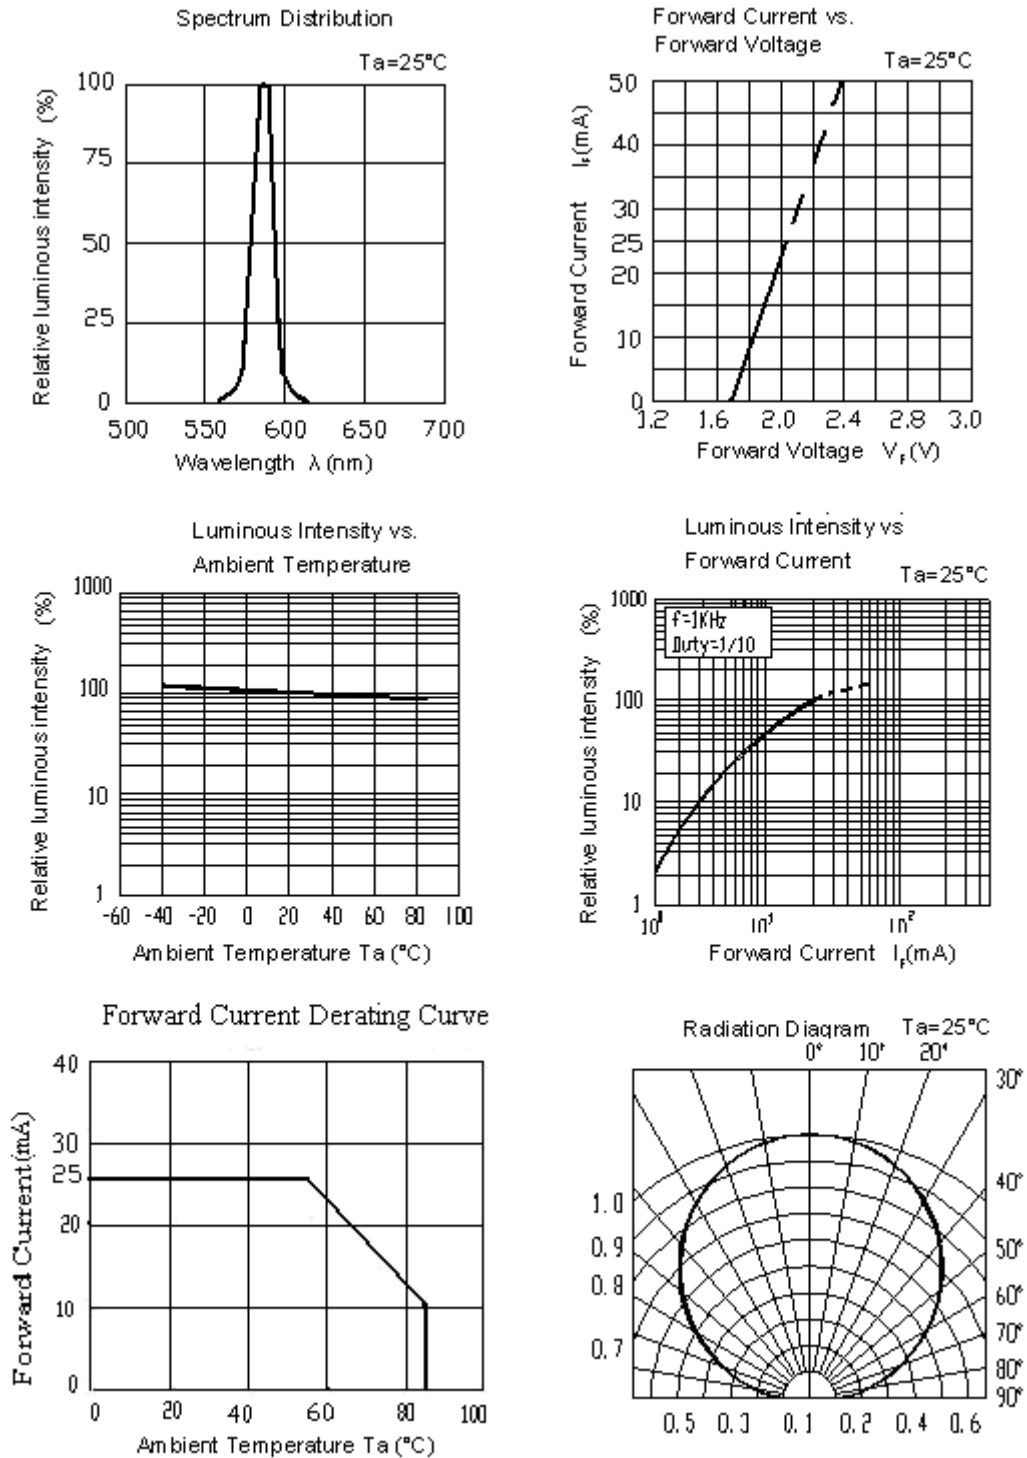 Spectrum Distribution
Ta=25°C
Relative luminous intensity (%)
100
75
50
25
0
500 550 600 650 700
Wavelength λ (nm)
Forward Current vs.
Forward Voltage
Ta=25°C
Forward Current IF(mA)
50
40
30
25
20
10
0
1.2 1.6 2.0 2.4 2.8 3.0
Forward Voltage VF(V)
Luminous Intensity vs.
Ambient Temperature
Relative luminous intensity (%)
1000
100
10
1
-60 -40 -20 0 20 40 60 80 100
Ambient Temperature Ta (°C)
Luminous Intensity vs
Forward Current
Ta=25°C
f=1KHz
Duty=1/10
Relative luminous intensity (%)
1000
100
10
1
10⁰ 10¹ 10²
Forward Current IF(mA)
Forward Current Derating Curve
Forward Current(mA)
40
30
25
20
10
0
0 20 40 60 80 100
Ambient Temperature Ta (°C)
Radiation Diagram Ta=25°C
0° 10° 20°
30°
40°
50°
60°
70°
80°
90°
1.0
0.9
0.8
0.7
0.5 0.3 0.1 0.2 0.4 0.6